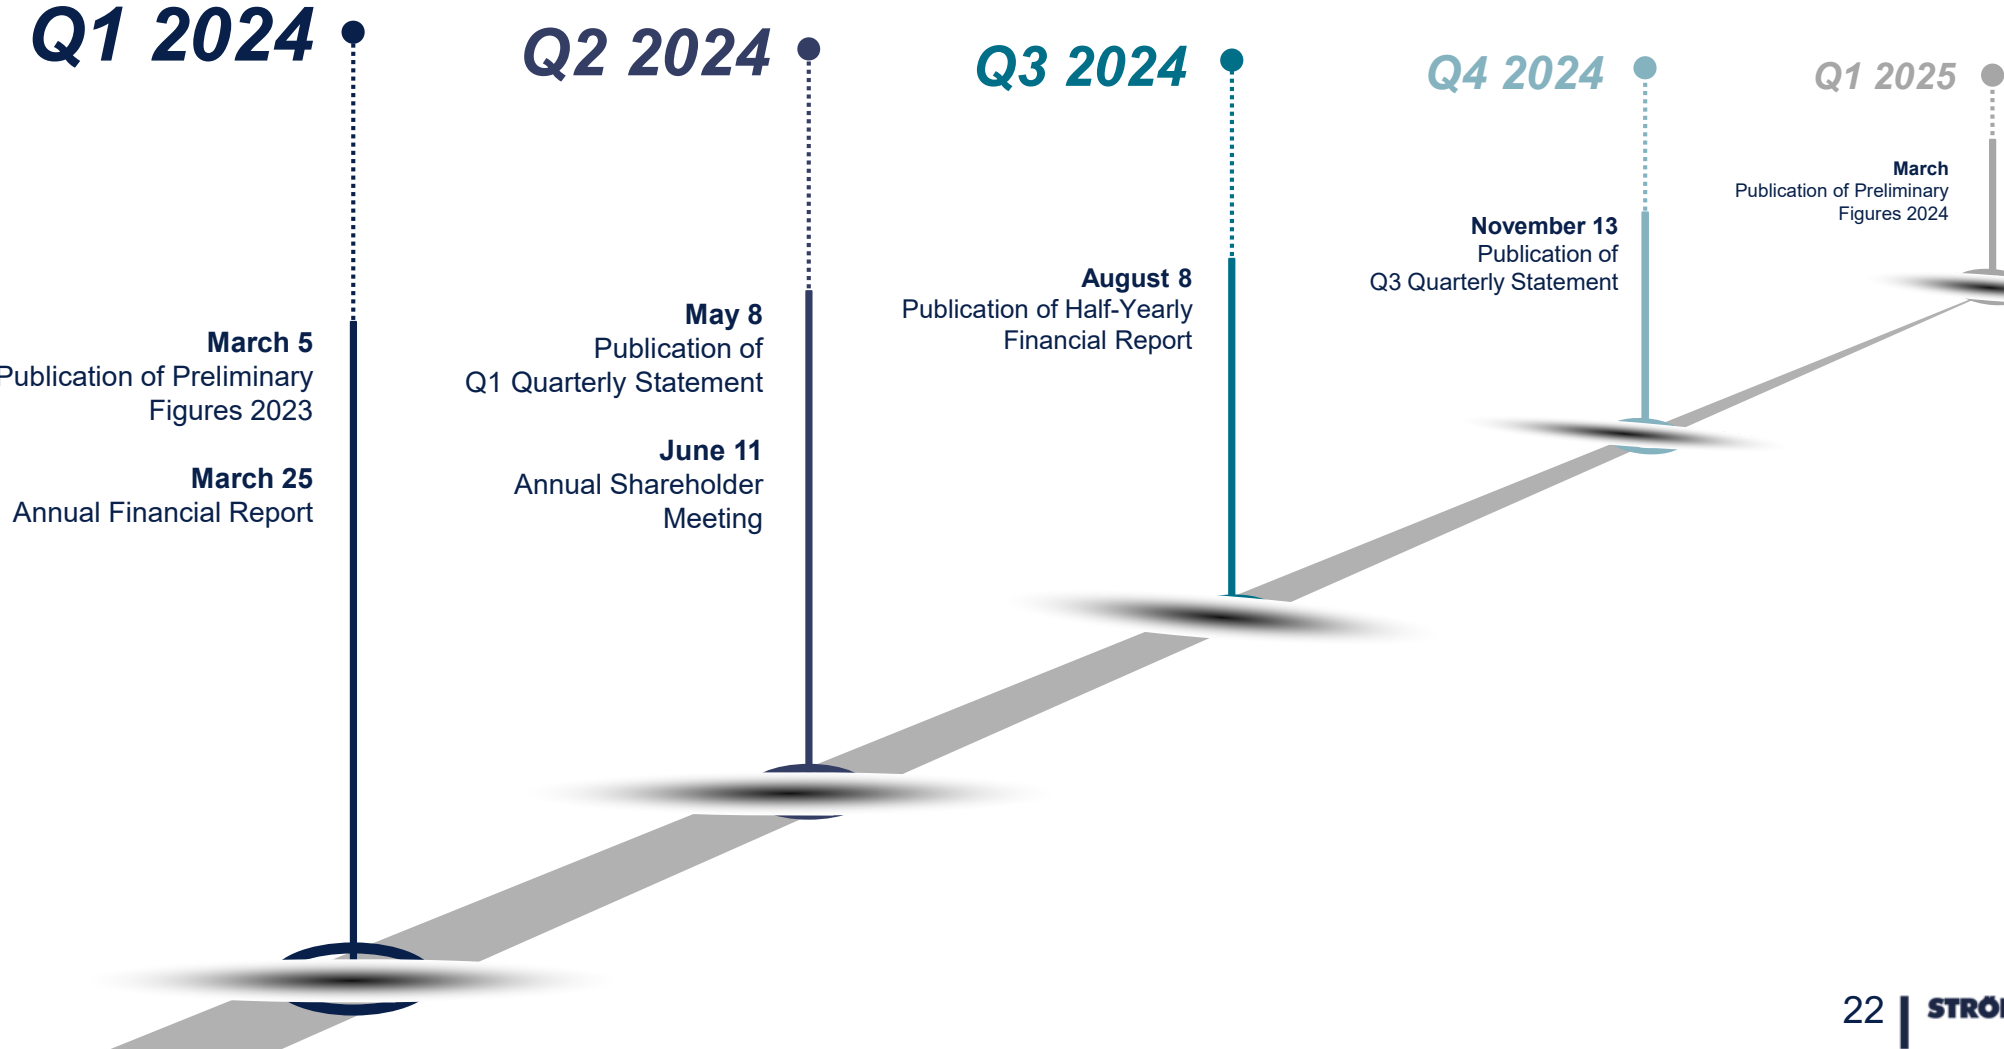 Q1 2024
March 5
Publication of Preliminary
Figures 2023
March 25
Annual Financial Report
Q2 2024
May 8
Publication of
Q1 Quarterly Statement
June 11
Annual Shareholder
Meeting
Q3 2024
August 8
Publication of Half-Yearly
Financial Report
Q4 2024
November 13
Publication of
Q3 Quarterly Statement
Q1 2025
March
Publication of Preliminary
Figures 2024
22